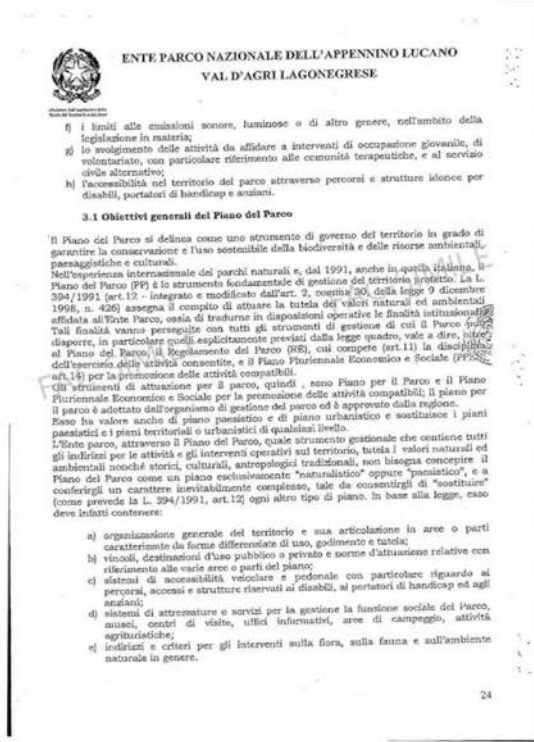 ENTE PARCO NAZIONALE DELL'APPENNINO LUCANO
VAL D'AGRI LAGONEGRESE
f) i limiti alle emissioni sonore, luminose o di altro genere, nell'ambito della
legislazione in materia;
g) lo svolgimento delle attività da affidare a interventi di occupazione giovanile, di
volontariato, con particolare riferimento alle comunità terapeutiche, e al servizio
civile alternativo;
h) l'accessibilità nel territorio del parco attraverso percorsi e strutture idonee per
disabili, portatori di handicap e anziani.
3.1 Obiettivi generali del Piano del Parco
Il Piano del Parco si delinea come uno strumento di governo del territorio in grado di
garantire la conservazione e l'uso sostenibile della biodiversità e delle risorse ambientali,
paesaggistiche e culturali.
Nell'esperienza internazionale dei parchi naturali e, dal 1991, anche in quella italiana, il
Piano del Parco (PP) è lo strumento fondamentale di gestione del territorio protetto. La L.
394/1991 (art.12 - integrato e modificato dall'art. 2, comma 30, della legge 9 dicembre
1998, n. 426) assegna il compito di attuare la tutela dei valori naturali ed ambientali
affidata all'Ente Parco, ossia di tradurne in disposizioni operative le finalità istituzionali.
Tali finalità vanno perseguite con tutti gli strumenti di gestione di cui il Parco può
disporre, in particolare quelli esplicitamente previsti dalla legge quadro, vale a dire, oltre
al Piano del Parco, il Regolamento del Parco (RE), cui compete (art.11) la disciplina
dell'esercizio delle attività consentite, e il Piano Pluriennale Economico e Sociale (PPES,
art.14) per la promozione delle attività compatibili.
Gli strumenti di attuazione per il parco, quindi , sono Piano per il Parco e il Piano
Pluriennale Economico e Sociale per la promozione delle attività compatibili; il piano per
il parco è adottato dall'organismo di gestione del parco ed è approvato dalla regione.
Esso ha valore anche di piano paesistico e di piano urbanistico e sostituisce i piani
paesistici e i piani territoriali o urbanistici di qualsiasi livello.
L'Ente parco, attraverso il Piano del Parco, quale strumento gestionale che contiene tutti
gli indirizzi per le attività e gli interventi operativi sul territorio, tutela i valori naturali ed
ambientali nonché storici, culturali, antropologici tradizionali, non bisogna concepire il
Piano del Parco come un piano esclusivamente "naturalistico" oppure "paesistico", e a
conferirgli un carattere inevitabilmente complesso, tale da consentirgli di "sostituire"
(come prevede la L. 394/1991, art.12) ogni altro tipo di piano. In base alla legge, esso
deve infatti contenere:
a) organizzazione generale del territorio e sua articolazione in aree o parti
caratterizzate da forme differenziate di uso, godimento e tutela;
b) vincoli, destinazioni d'uso pubblico o privato e norme d'attuazione relative con
riferimento alle varie aree o parti del piano;
c) sistemi di accessibilità veicolare e pedonale con particolare riguardo ai
percorsi, accessi e strutture riservati ai disabili, ai portatori di handicap ed agli
anziani;
d) sistemi di attrezzature e servizi per la gestione la funzione sociale del Parco,
musei, centri di visite, uffici informativi, aree di campeggio, attività
agrituristiche;
e) indirizzi e criteri per gli interventi sulla flora, sulla fauna e sull'ambiente
naturale in genere.
24